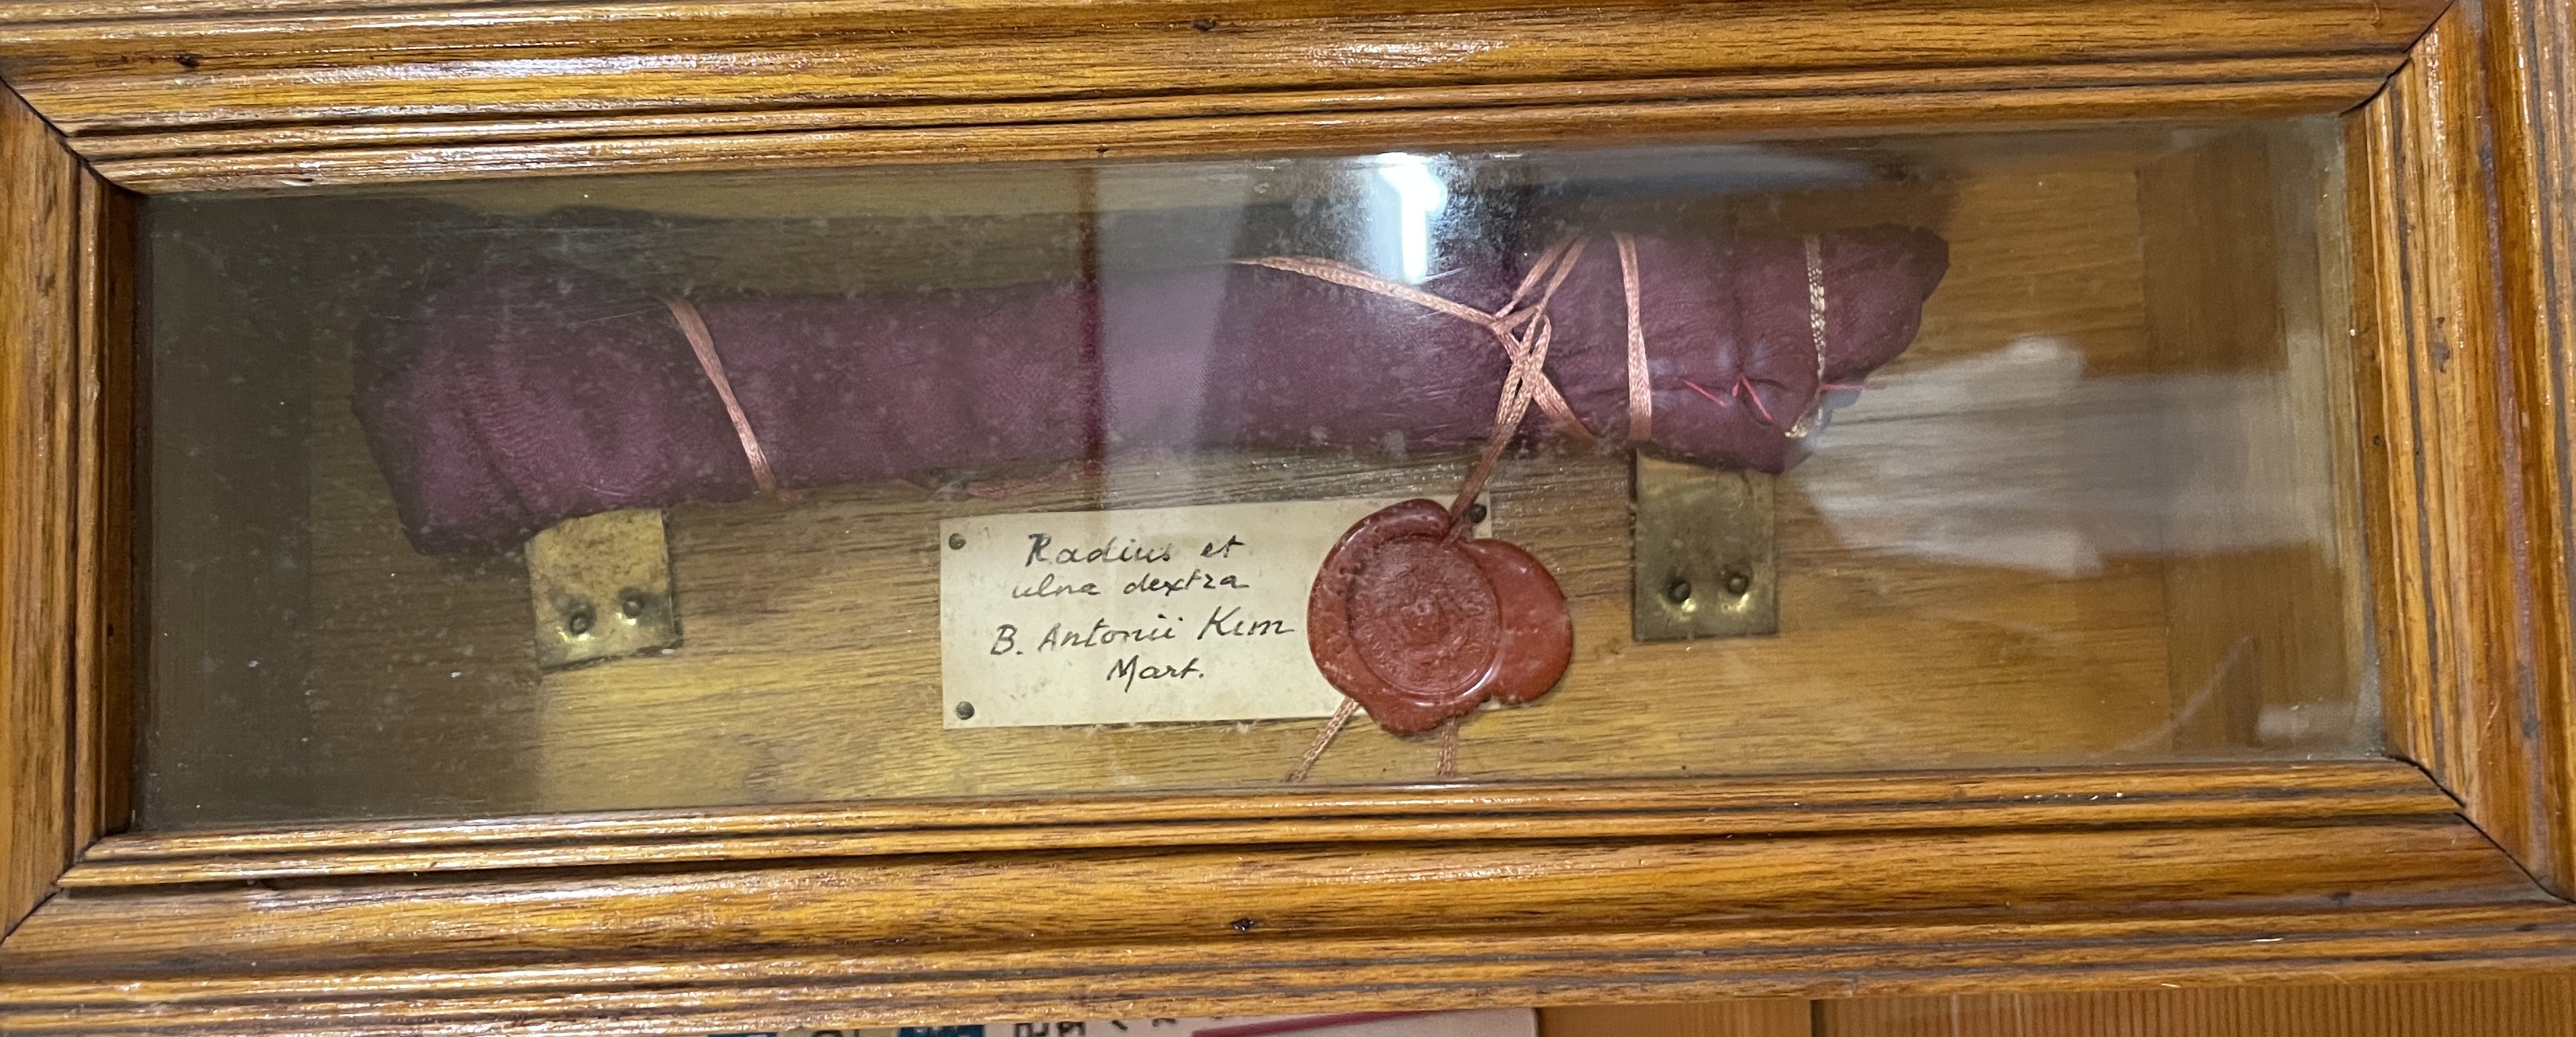 Radius et
ulna dextra
B. Antonii Kim
Mart.